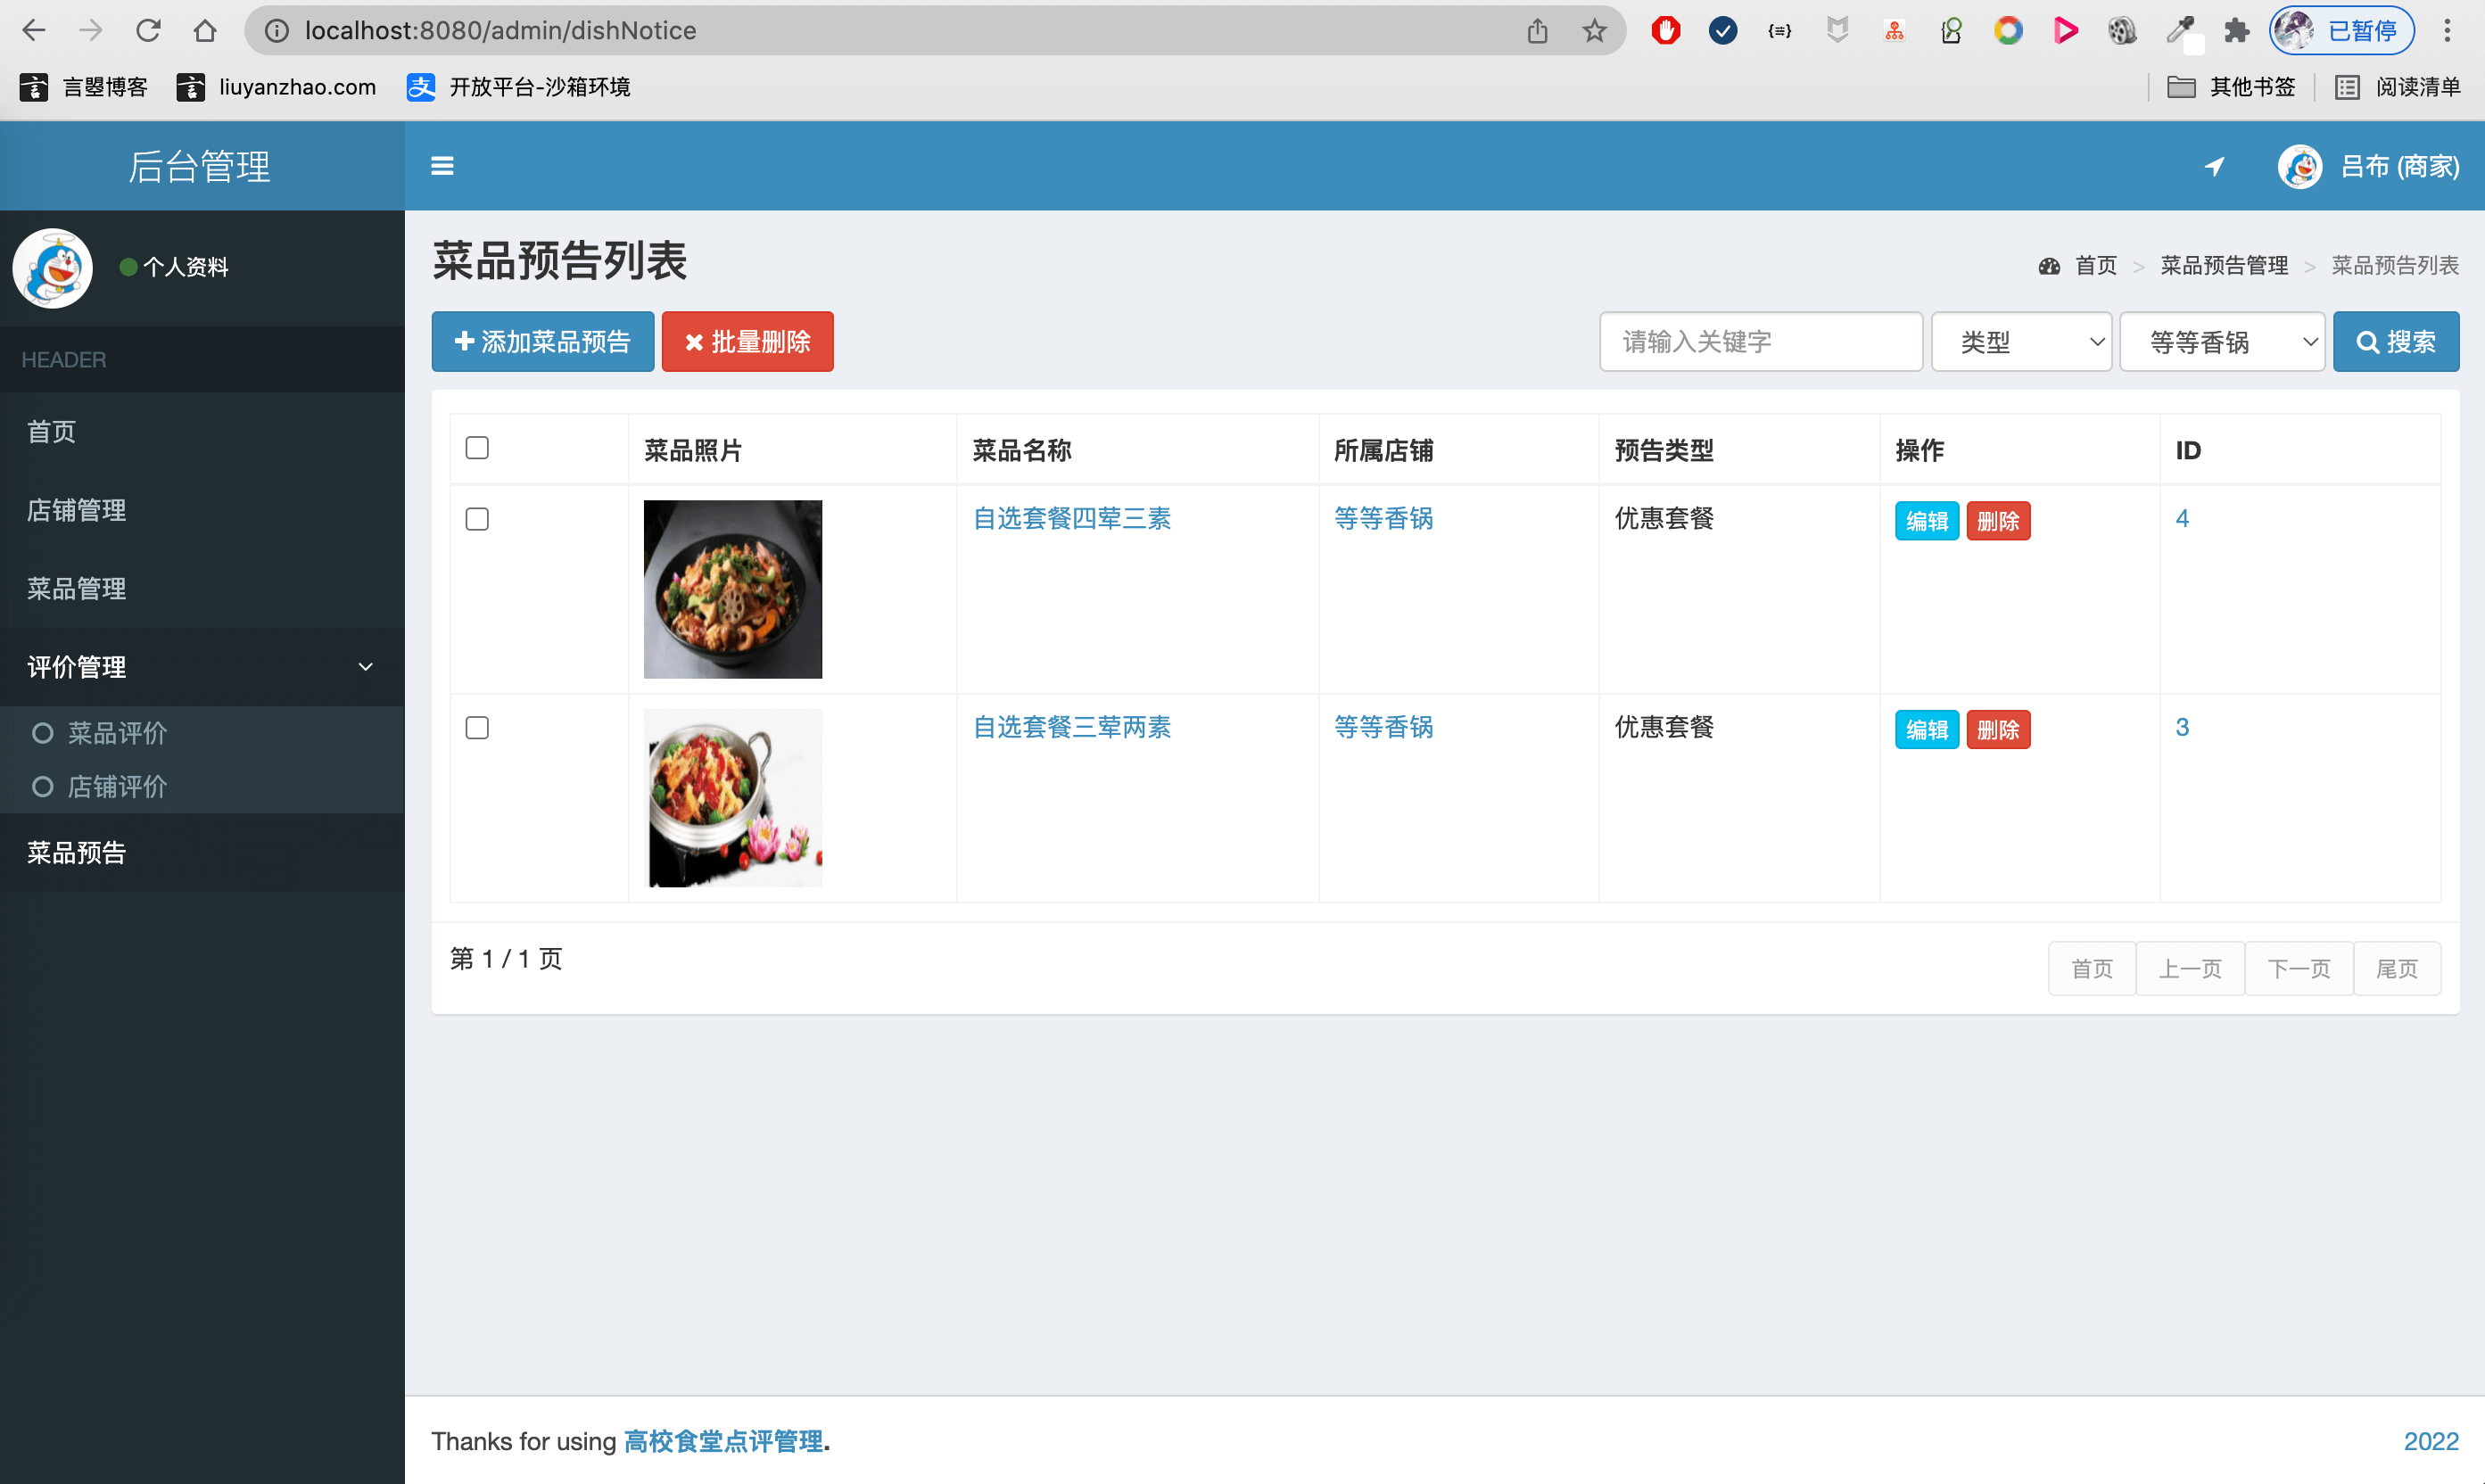 localhost:8080/admin/dishNotice
已暂停
言曌博客
liuyanzhao.com
开放平台-沙箱环境
其他书签
阅读清单
后台管理
吕布 (商家)
个人资料
HEADER
首页
店铺管理
菜品管理
评价管理
菜品评价
店铺评价
菜品预告
菜品预告列表
首页 > 菜品预告管理 > 菜品预告列表
添加菜品预告 批量删除
请输入关键字 类型 等等香锅 搜索
菜品照片 菜品名称 所属店铺 预告类型 操作 ID
自选套餐四荤三素 等等香锅 优惠套餐 编辑 删除 4
自选套餐三荤两素 等等香锅 优惠套餐 编辑 删除 3
第 1 / 1 页
首页 上一页 下一页 尾页
Thanks for using 高校食堂点评管理.
2022